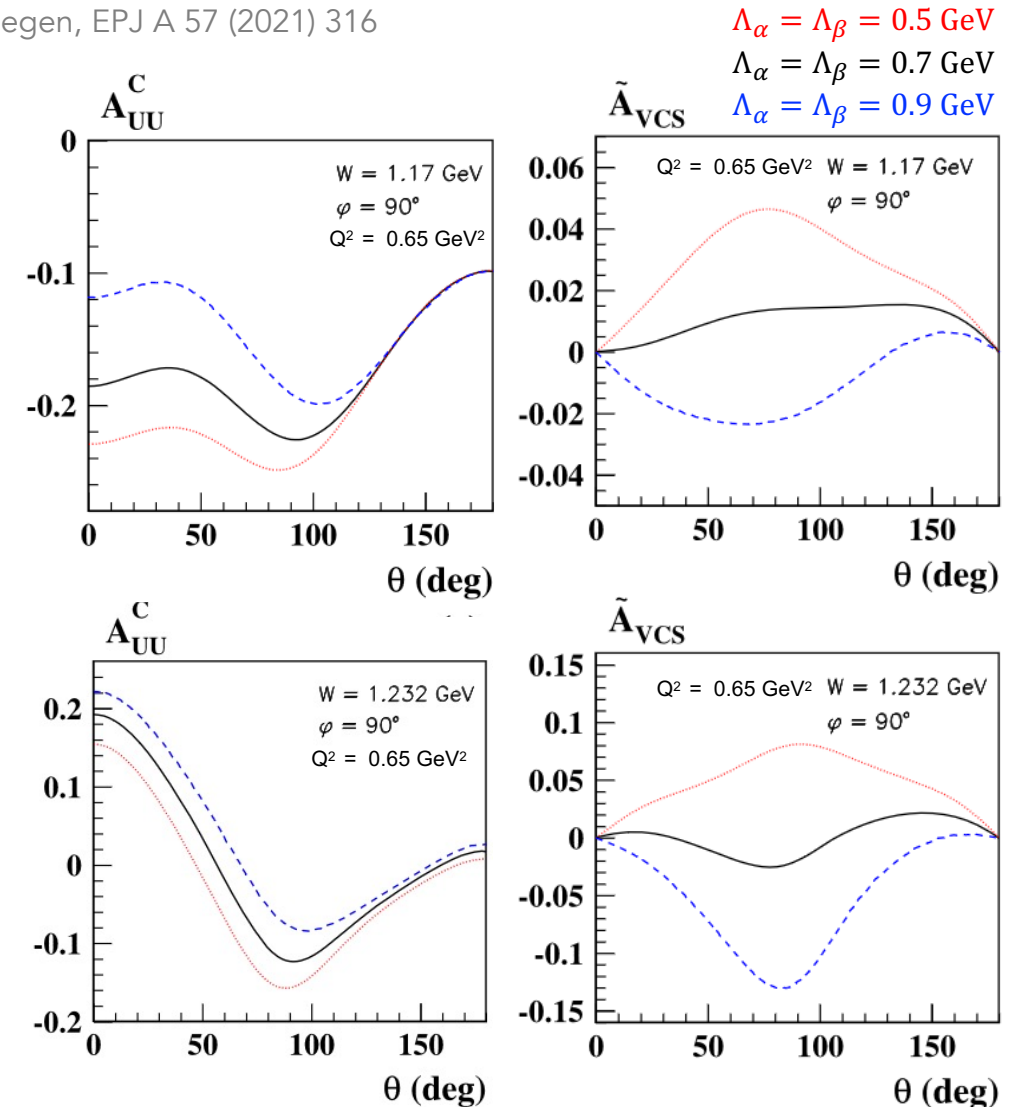 egen, EPJ A 57 (2021) 316
Λα = Λβ = 0.5 GeV
Λα = Λβ = 0.7 GeV
Λα = Λβ = 0.9 GeV
A_UU^C
0
-0.1
-0.2
W = 1.17 GeV
φ = 90°
Q² = 0.65 GeV²
0 50 100 150
θ (deg)
Ã_VCS
0.06
0.04
0.02
0
-0.02
-0.04
Q² = 0.65 GeV² W = 1.17 GeV
φ = 90°
0 50 100 150
θ (deg)
A_UU^C
0.2
0.1
0
-0.1
-0.2
W = 1.232 GeV
φ = 90°
Q² = 0.65 GeV²
0 50 100 150
θ (deg)
Ã_VCS
0.15
0.1
0.05
0
-0.05
-0.1
-0.15
Q² = 0.65 GeV² W = 1.232 GeV
φ = 90°
0 50 100 150
θ (deg)